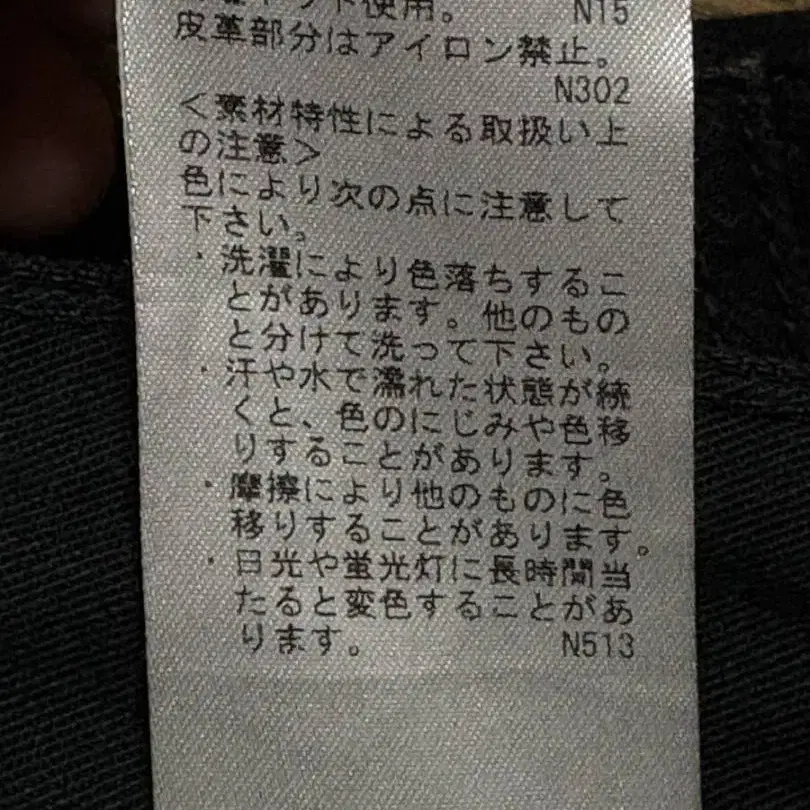 ネット使用。 N15
皮革部分はアイロン禁止。
N302
<素材特性による取扱い上
の注意>
色により次の点に注意して
下さい。
・洗濯により色落ちするこ
とがあります。他のもの
と分けて洗って下さい。
・汗や水で濡れた状態が続
くと、色のにじみや色移
りすることがあります。
・摩擦により他のものに色
移りすることがあります。
・日光や蛍光灯に長時間当
たると変色することがあ
ります。 N513